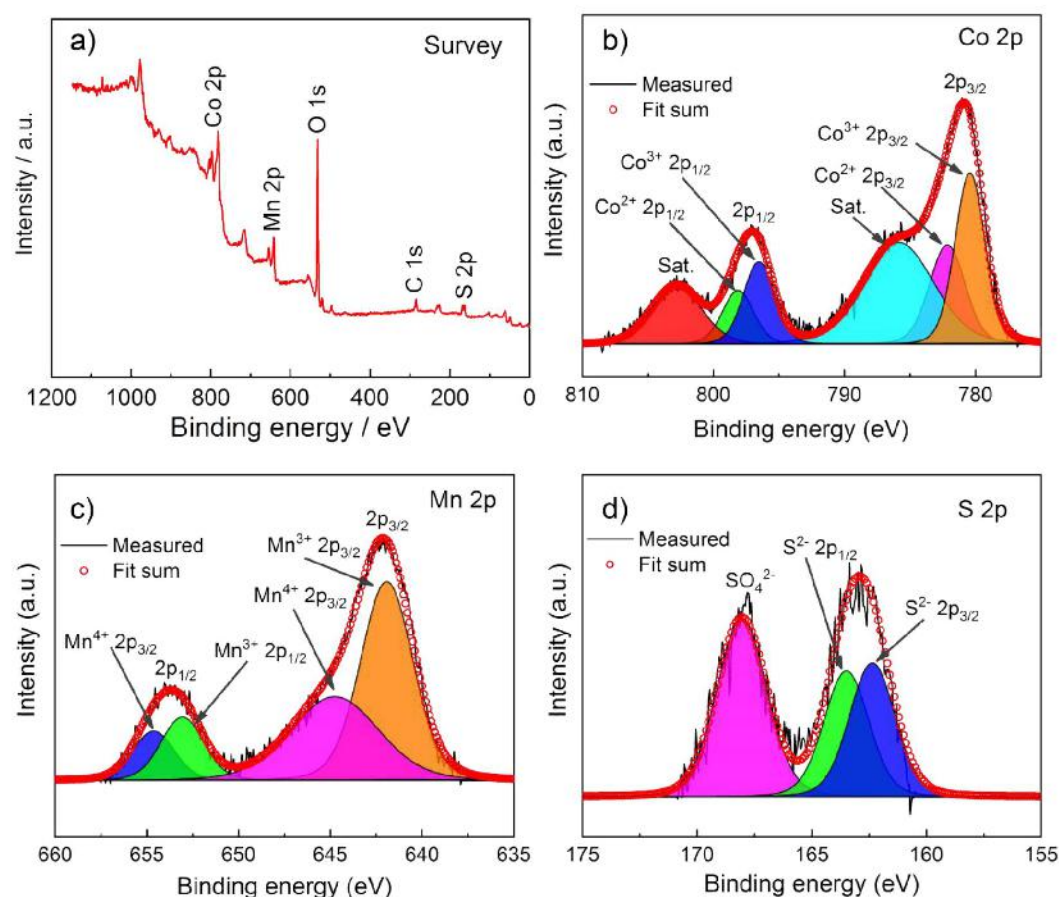 a)
Survey
Co 2p
Mn 2p
O 1s
C 1s
S 2p
Intensity / a.u.
1200 1000 800 600 400 200 0
Binding energy / eV
b)
Co 2p
Measured
Fit sum
2p₃/₂
Co³⁺ 2p₃/₂
Co³⁺ 2p₁/₂
Co²⁺ 2p₃/₂
Co²⁺ 2p₁/₂
2p₁/₂
Sat.
Sat.
Intensity (a.u.)
810 800 790 780
Binding energy (eV)
c)
Mn 2p
Measured
Fit sum
2p₃/₂
Mn³⁺ 2p₃/₂
Mn⁴⁺ 2p₃/₂
Mn⁴⁺ 2p₃/₂
2p₁/₂
Mn³⁺ 2p₁/₂
Intensity (a.u.)
660 655 650 645 640 635
Binding energy (eV)
d)
S 2p
Measured
Fit sum
S²⁻ 2p₁/₂
SO₄²⁻
S²⁻ 2p₃/₂
Intensity (a.u.)
175 170 165 160 155
Binding energy (eV)